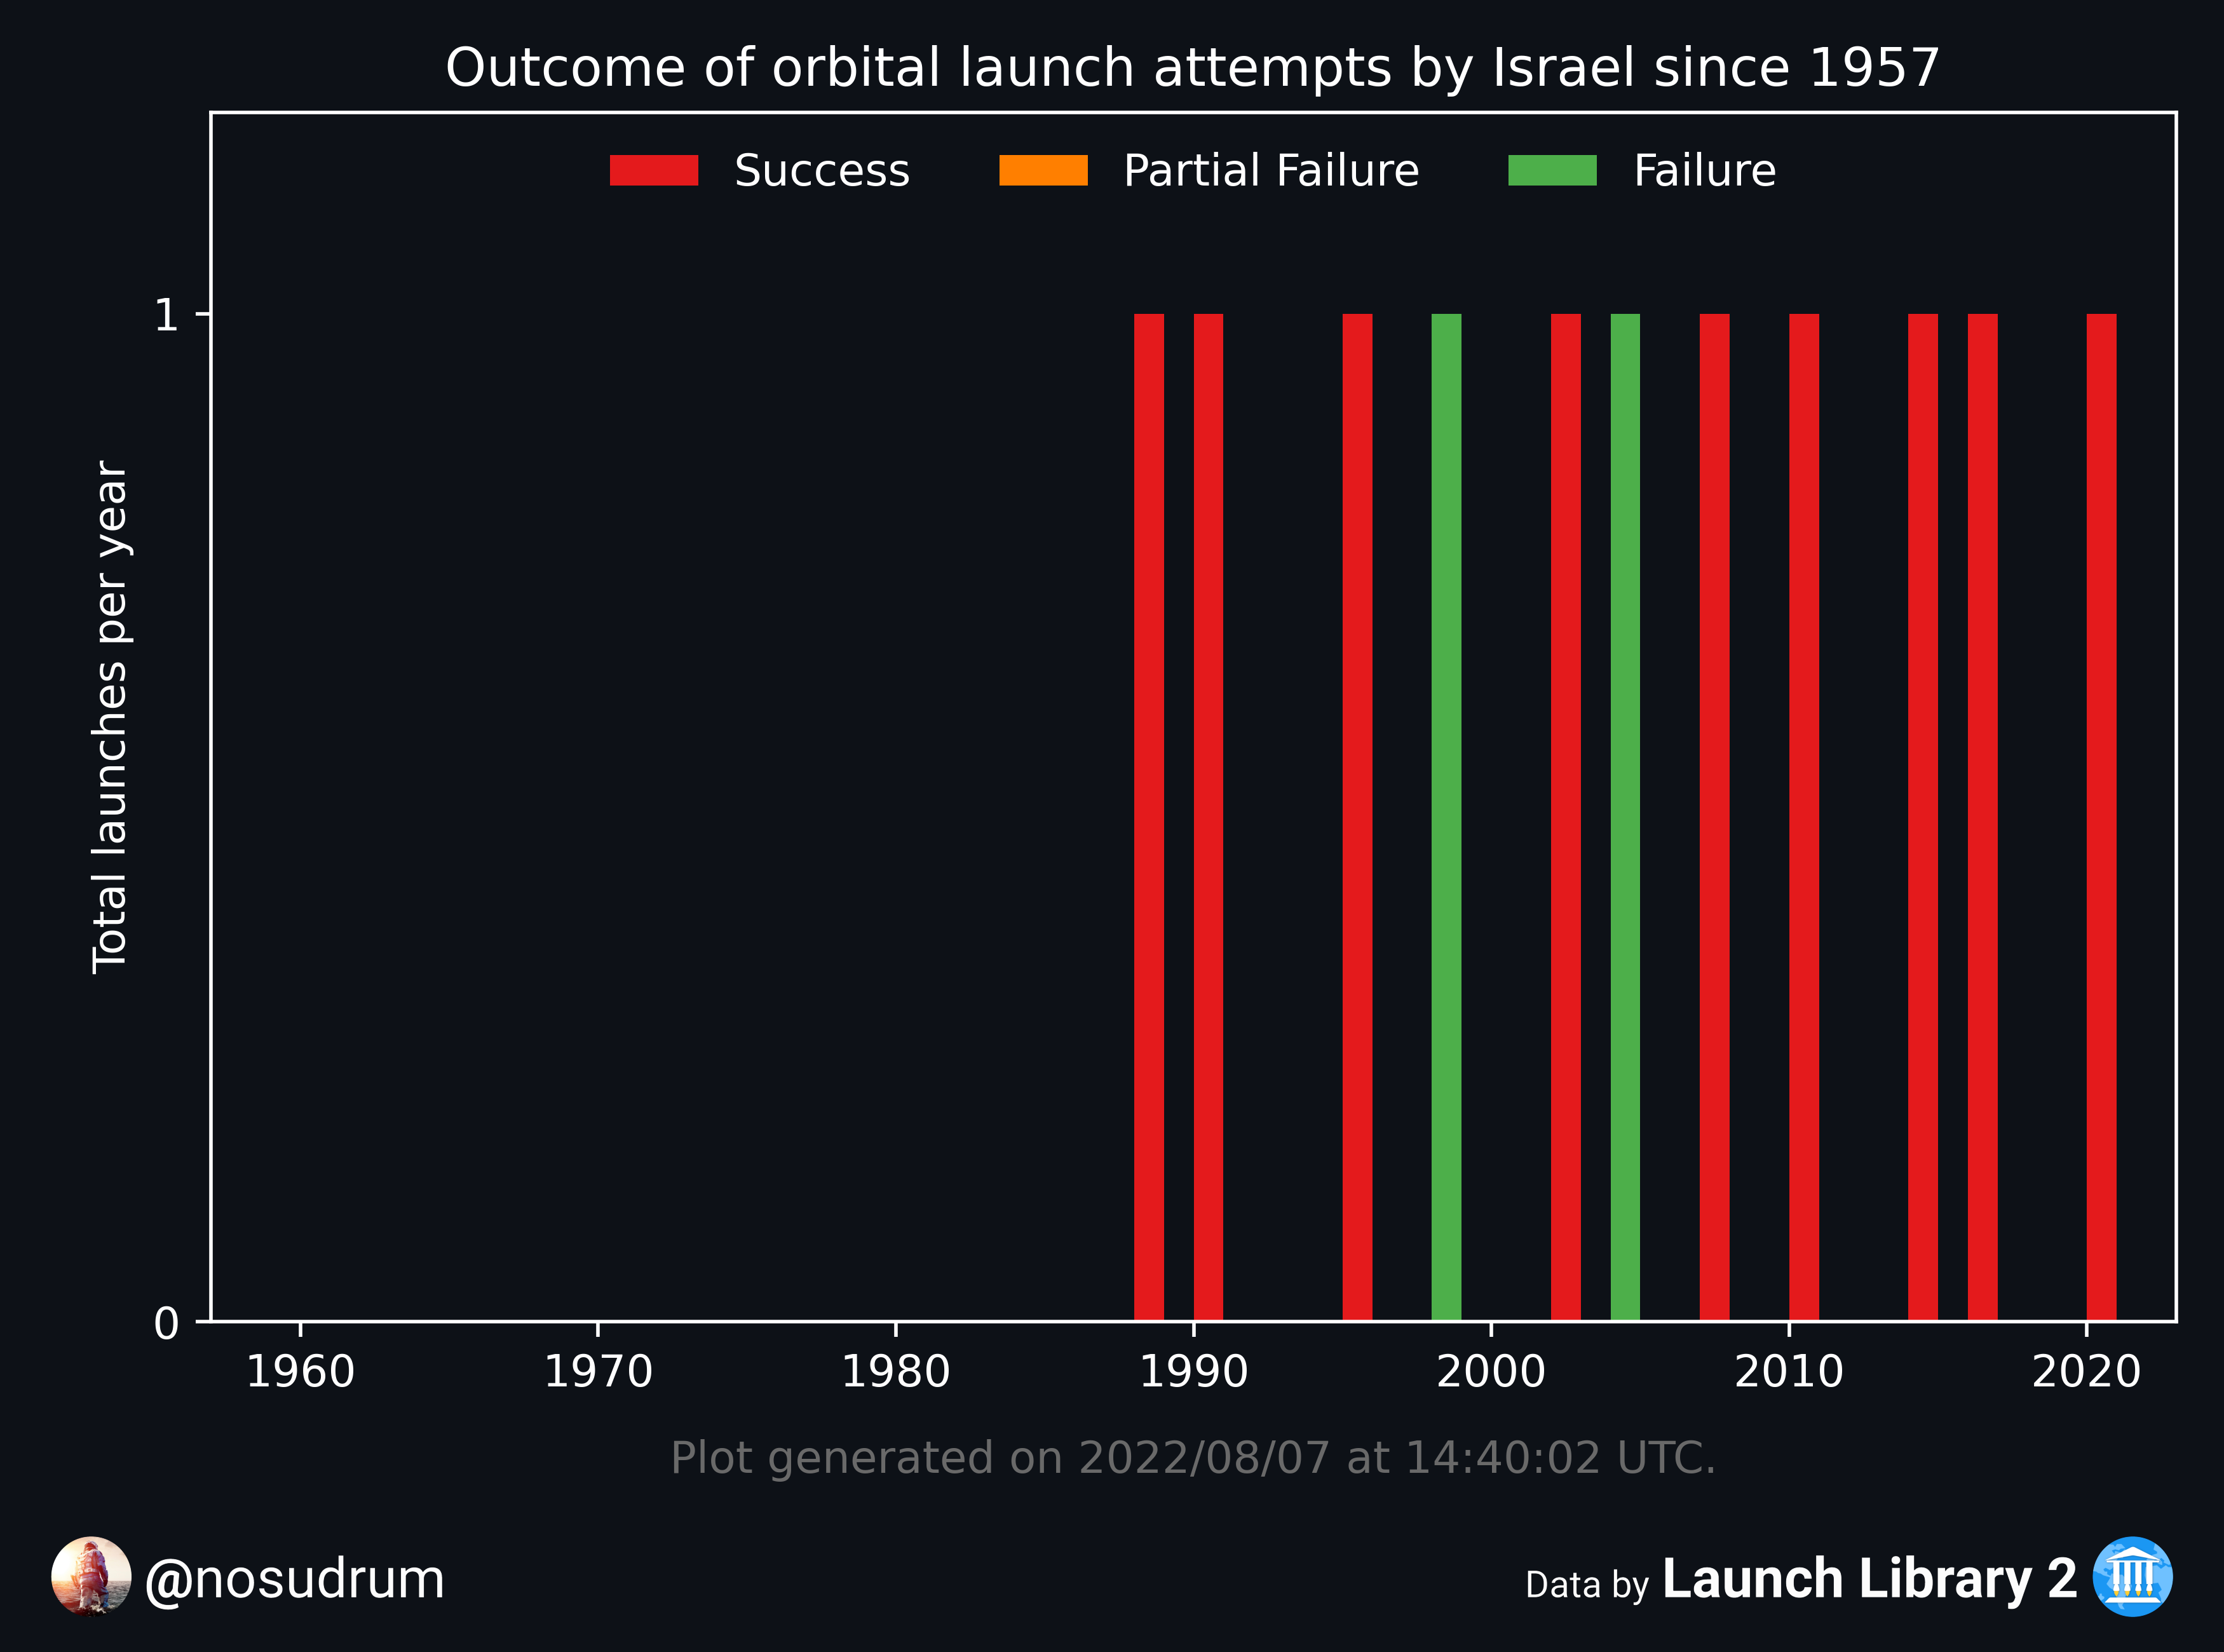 Outcome of orbital launch attempts by Israel since 1957
Success Partial Failure Failure
1
Total launches per year
0
1960 1970 1980 1990 2000 2010 2020
Plot generated on 2022/08/07 at 14:40:02 UTC.
@nosudrum
Data by Launch Library 2